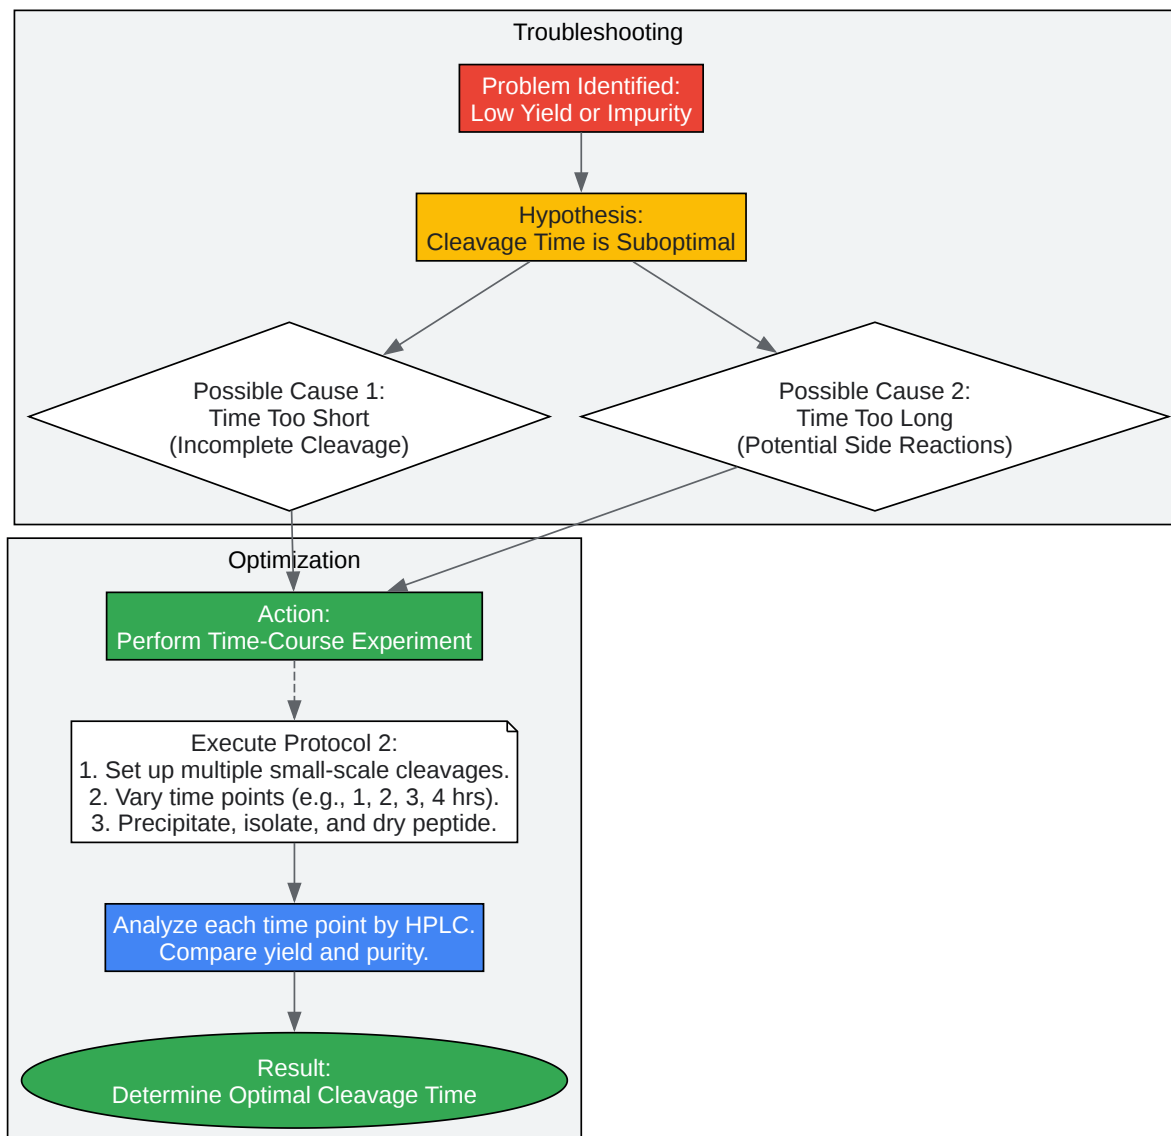 Troubleshooting
Problem Identified:
Low Yield or Impurity
Hypothesis:
Cleavage Time is Suboptimal
Possible Cause 1:
Time Too Short
(Incomplete Cleavage)
Possible Cause 2:
Time Too Long
(Potential Side Reactions)
Optimization
Action:
Perform Time-Course Experiment
Execute Protocol 2:
1. Set up multiple small-scale cleavages.
2. Vary time points (e.g., 1, 2, 3, 4 hrs).
3. Precipitate, isolate, and dry peptide.
Analyze each time point by HPLC.
Compare yield and purity.
Result:
Determine Optimal Cleavage Time